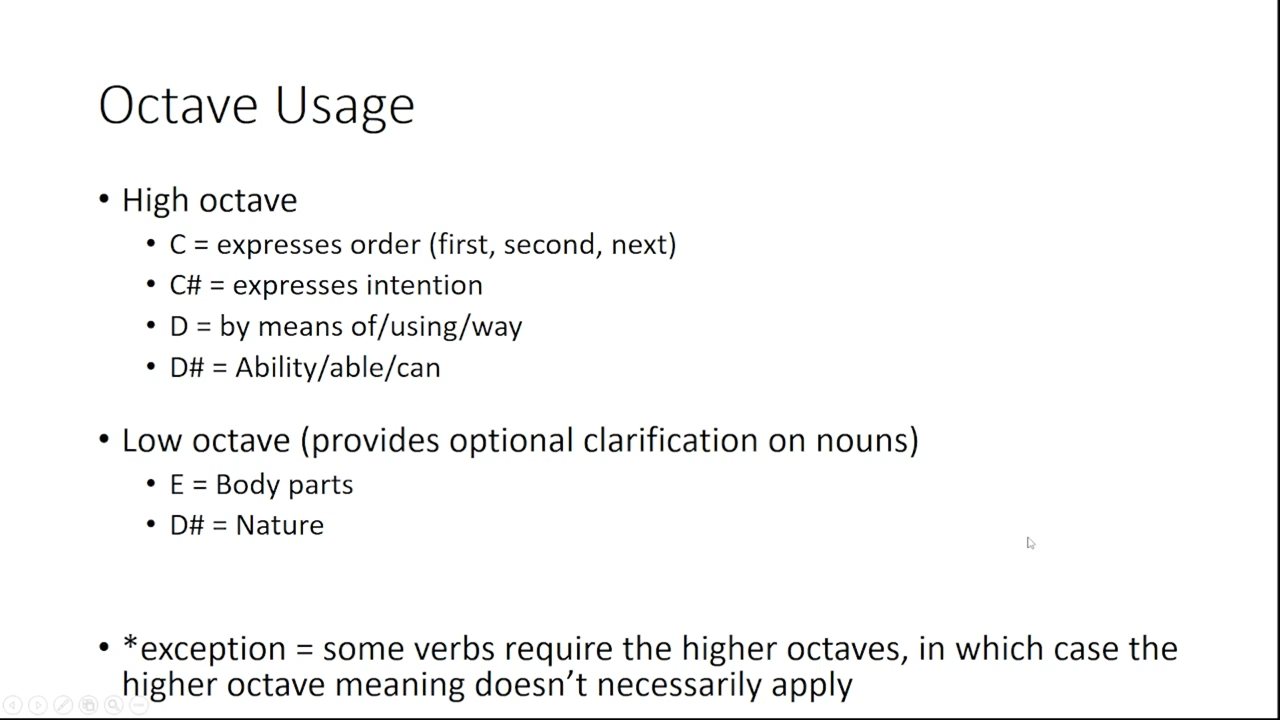 Octave Usage
• High octave
• C = expresses order (first, second, next)
• C# = expresses intention
• D = by means of/using/way
• D# = Ability/able/can
• Low octave (provides optional clarification on nouns)
• E = Body parts
• D# = Nature
• *exception = some verbs require the higher octaves, in which case the
higher octave meaning doesn’t necessarily apply